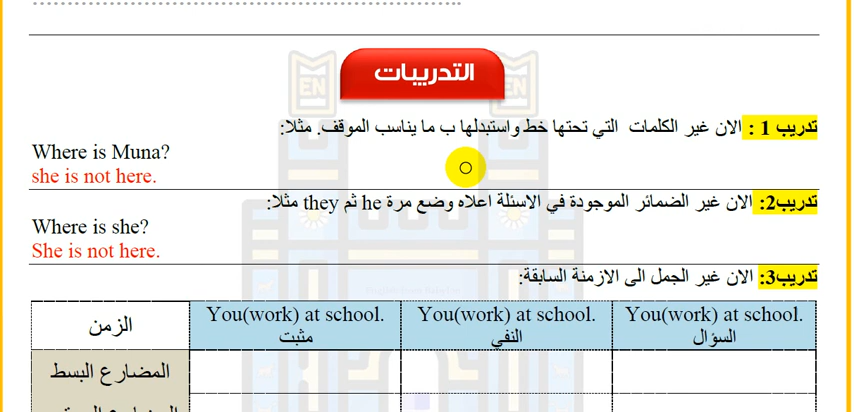 التدريبات
تدريب 1 : الان غير الكلمات التي تحتها خط واستبدلها ب ما يناسب الموقف. مثلا:
Where is Muna?
she is not here.
تدريب2: الان غير الضمائر الموجودة في الاسئلة اعلاه وضع مرة he ثم they مثلا:
Where is she?
She is not here.
تدريب3: الان غير الجمل الى الازمنة السابقة:
الزمن
You(work) at school.
مثبت
You(work) at school.
النفي
You(work) at school.
السؤال
المضارع البسط